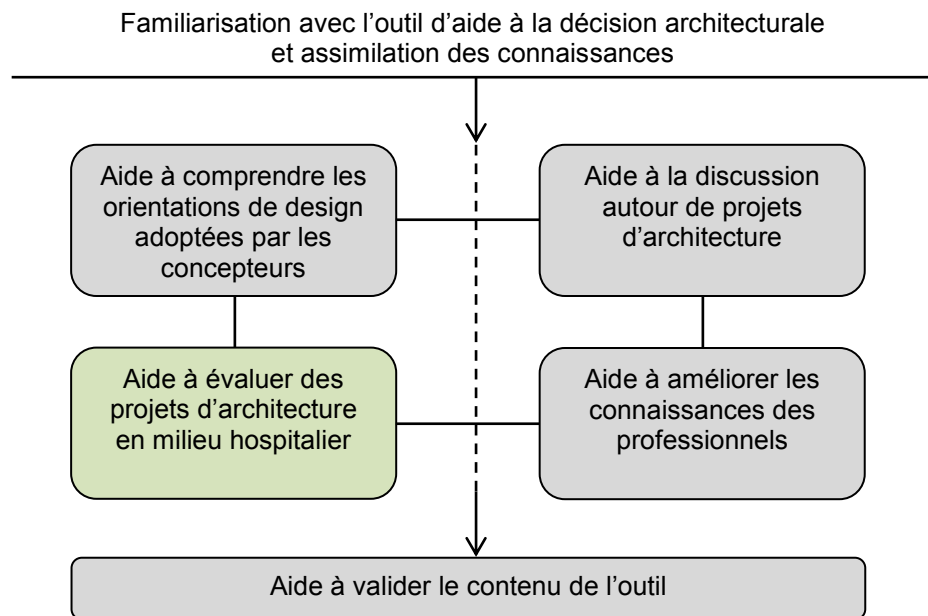 Familiarisation avec l’outil d’aide à la décision architecturale
et assimilation des connaissances
Aide à comprendre les
orientations de design
adoptées par les
concepteurs
Aide à la discussion
autour de projets
d’architecture
Aide à évaluer des
projets d’architecture
en milieu hospitalier
Aide à améliorer les
connaissances des
professionnels
Aide à valider le contenu de l’outil